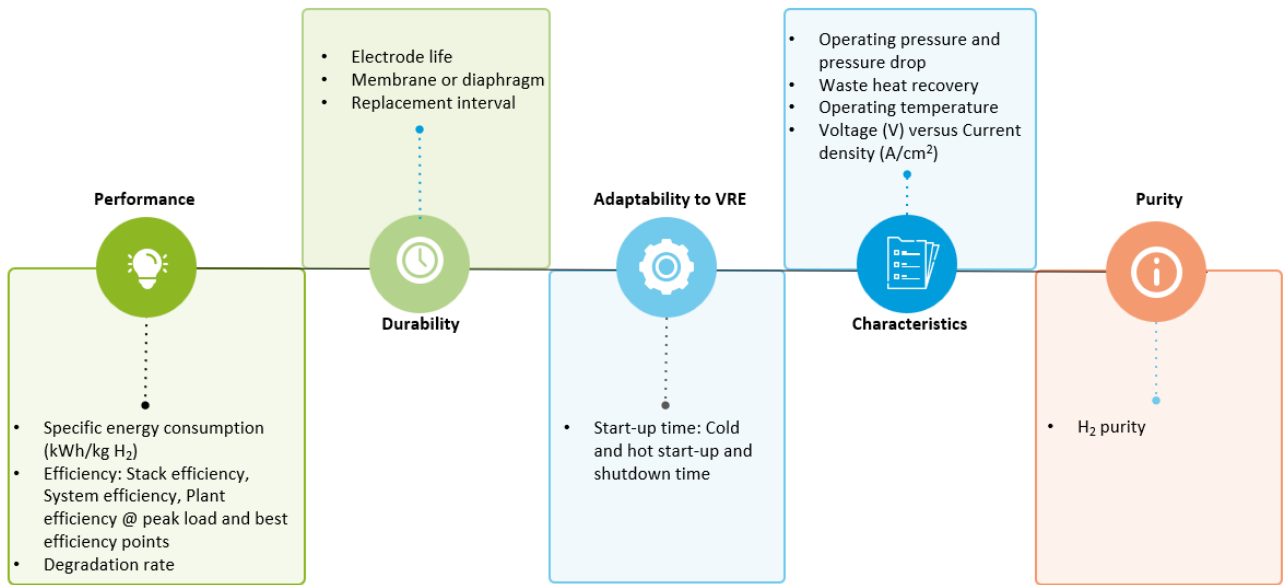 Performance
• Specific energy consumption
(kWh/kg H₂)
• Efficiency: Stack efficiency,
System efficiency, Plant
efficiency @ peak load and best
efficiency points
• Degradation rate
• Electrode life
• Membrane or diaphragm
• Replacement interval
Durability
Adaptability to VRE
• Start-up time: Cold
and hot start-up and
shutdown time
• Operating pressure and
pressure drop
• Waste heat recovery
• Operating temperature
• Voltage (V) versus Current
density (A/cm²)
Characteristics
Purity
• H₂ purity